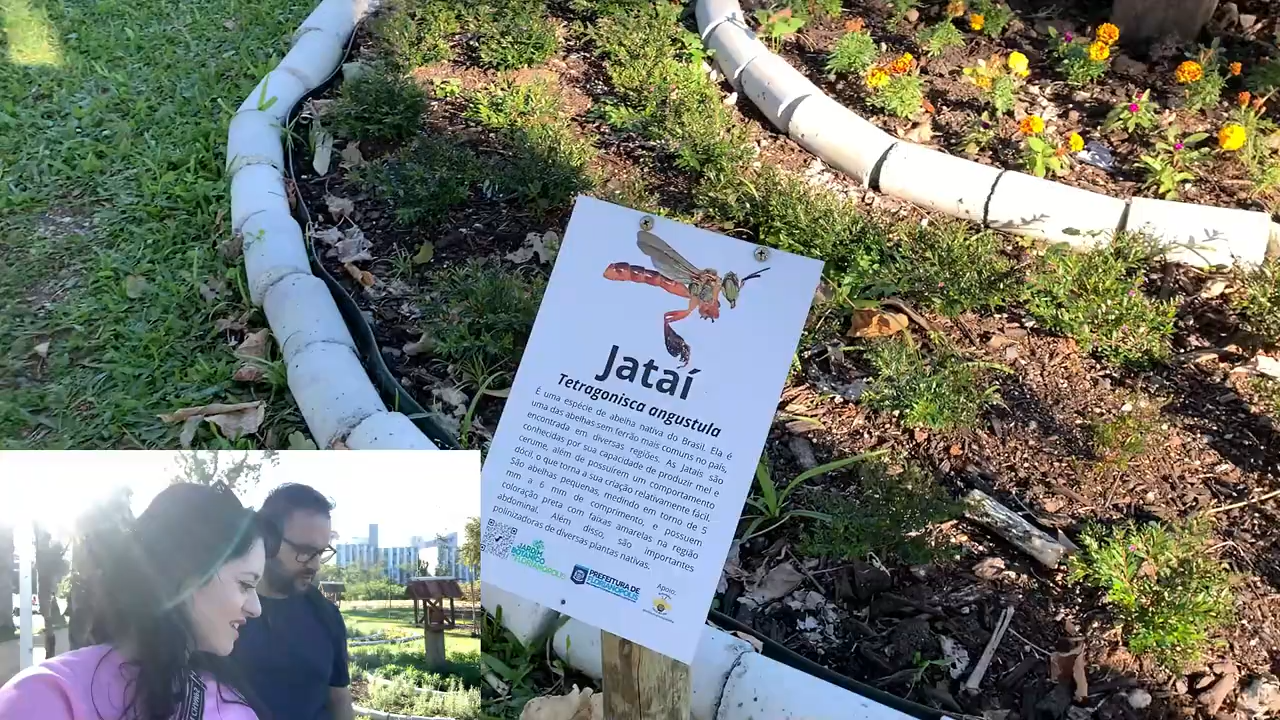 Jataí
Tetragonisca angustula
É uma espécie de abelha nativa do Brasil. Ela é
uma das abelhas sem ferrão mais comuns no país,
encontrada em diversas regiões. As Jataís são
conhecidas por sua capacidade de produzir mel e
cerume, além de possuírem um comportamento
dócil, o que torna a sua criação relativamente fácil.
São abelhas pequenas, medindo em torno de 5
mm a 6 mm de comprimento, e possuem
coloração preta com faixas amarelas na região
abdominal. Além disso, são importantes
polinizadoras de diversas plantas nativas.
JARDIM
BOTÂNICO
FLORIANÓPOLIS
PREFEITURA DE
FLORIANÓPOLIS
Apoio: